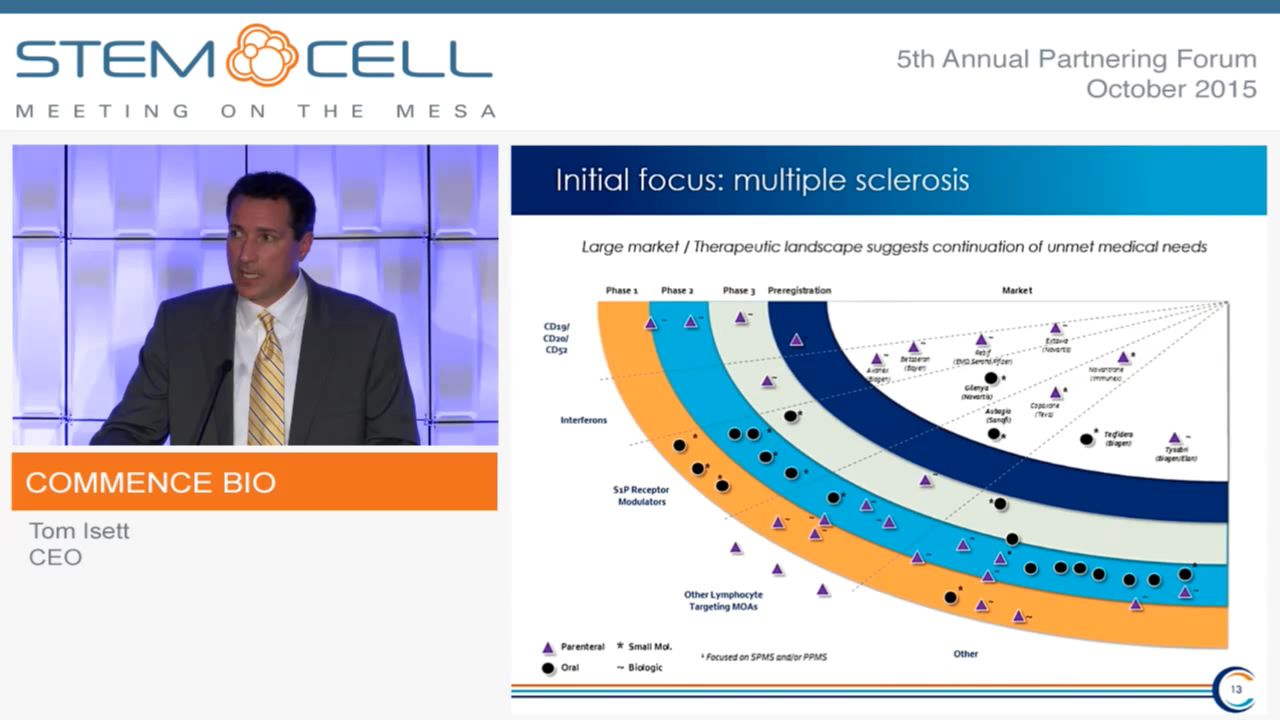 STEM CELL
MEETING ON THE MESA
5th Annual Partnering Forum
October 2015
COMMENCE BIO
Tom Isett
CEO
Initial focus: multiple sclerosis
Large market / Therapeutic landscape suggests continuation of unmet medical needs
Phase 1 Phase 2 Phase 3 Preregistration Market
CD19/
CD20/
CD52
Interferons
S1P Receptor
Modulators
Other Lymphocyte
Targeting MOAs
Other
Avonex
(Biogen)
~
Betaseron
(Bayer)
~
Rebif
(EMD Serono/Pfizer)
~
Extavia
(Novartis)
~
Novantrone
(Immunex)
*
Gilenya
(Novartis)
*
Copaxone
(Teva)
*
Aubagio
(Sanofi)
*
Tecfidera
(Biogen)
*
Tysabri
(Biogen/Elan)
~
Parenteral * Small Mol.
Oral ~ Biologic
¹ Focused on SPMS and/or PPMS
13